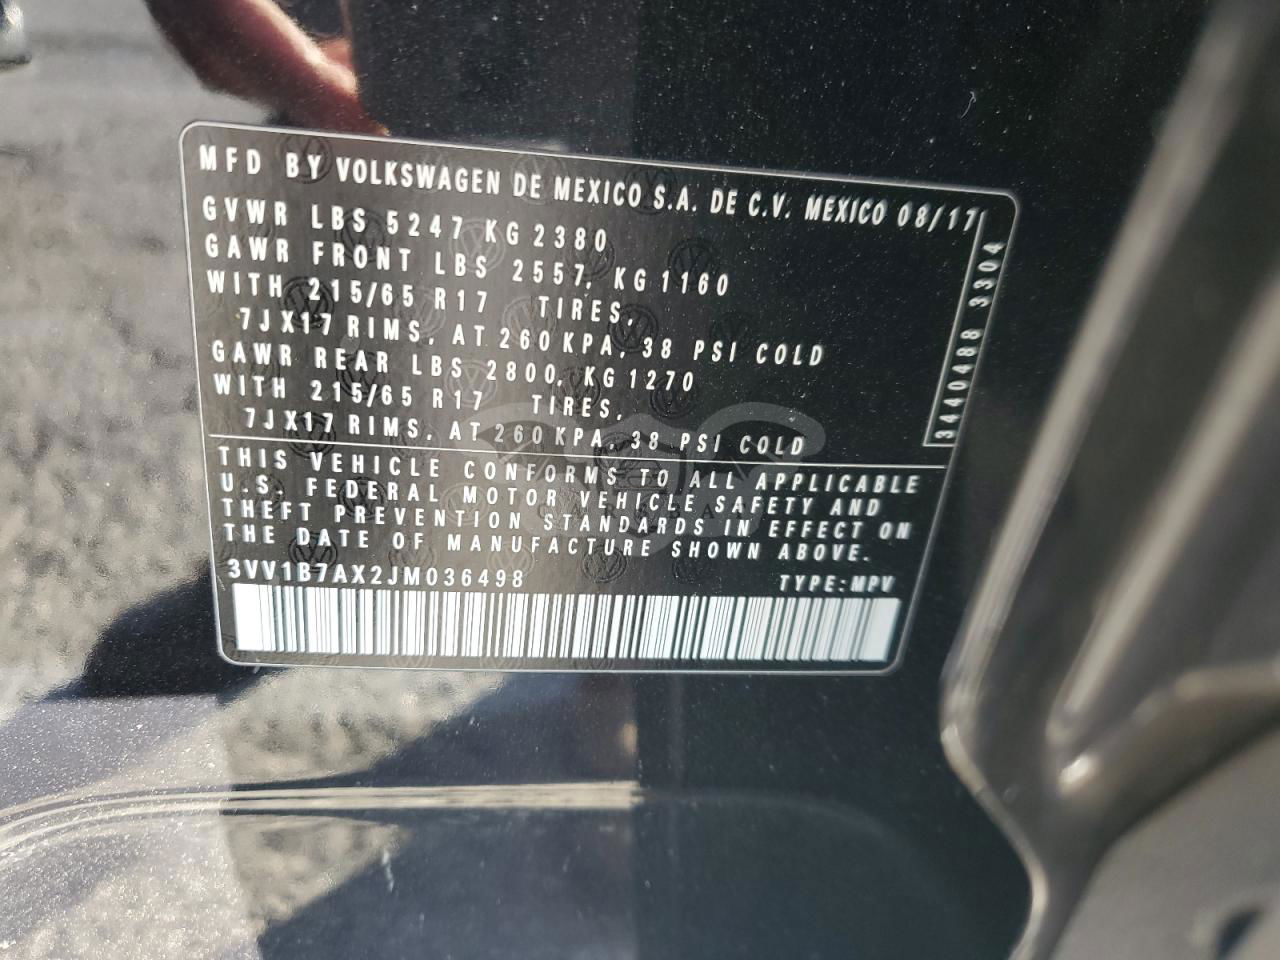 MFD BY VOLKSWAGEN DE MEXICO S.A. DE C.V. MEXICO 08/17
GVWR LBS 5247 KG 2380
GAWR FRONT LBS 2557, KG 1160
WITH 215/65 R17 TIRES,
7JX17 RIMS, AT 260 KPA, 38 PSI COLD
GAWR REAR LBS 2800, KG 1270
WITH 215/65 R17 TIRES,
7JX17 RIMS, AT 260 KPA, 38 PSI COLD
3440488 3304
THIS VEHICLE CONFORMS TO ALL APPLICABLE
U.S. FEDERAL MOTOR VEHICLE SAFETY AND
THEFT PREVENTION STANDARDS IN EFFECT ON
THE DATE OF MANUFACTURE SHOWN ABOVE.
3VV1B7AX2JM036498 TYPE:MPV